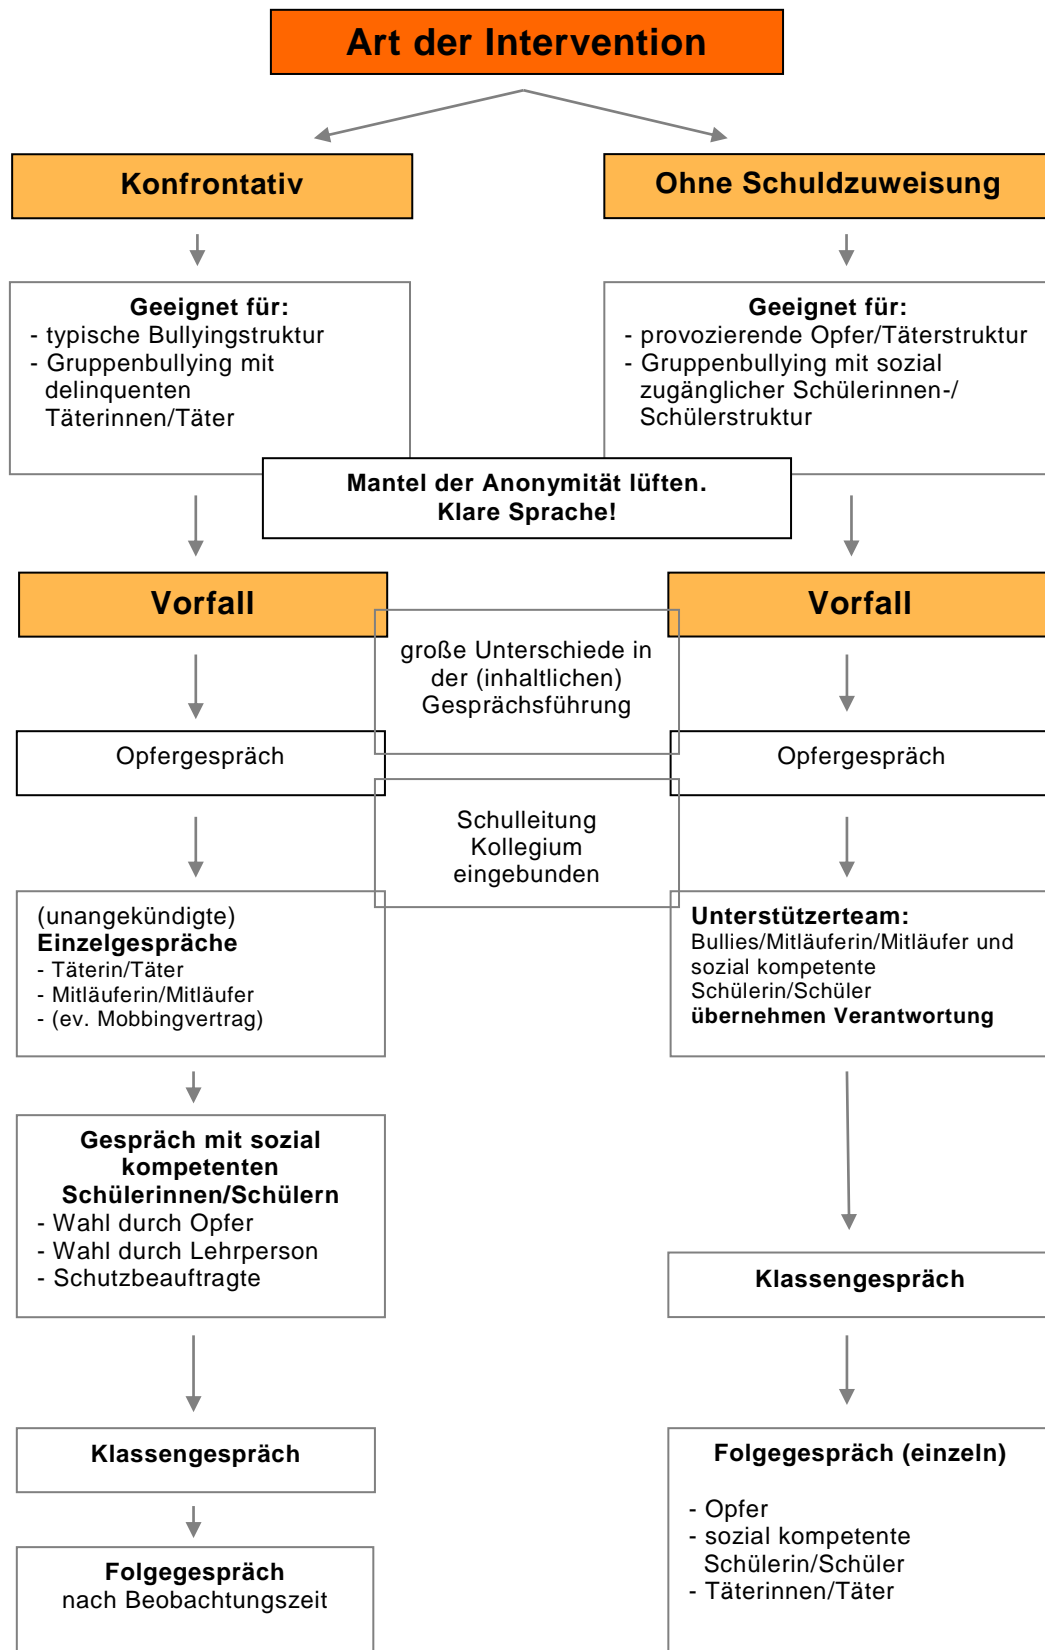 Art der Intervention
Konfrontativ
Ohne Schuldzuweisung
Geeignet für:
- typische Bullyingstruktur
- Gruppenbullying mit
delinquenten
Täterinnen/Täter
Geeignet für:
- provozierende Opfer/Täterstruktur
- Gruppenbullying mit sozial
zugänglicher Schülerinnen-/
Schülerstruktur
Mantel der Anonymität lüften.
Klare Sprache!
Vorfall
Vorfall
große Unterschiede in
der (inhaltlichen)
Gesprächsführung
Opfergespräch
Opfergespräch
Schulleitung
Kollegium
eingebunden
(unangekündigte)
Einzelgespräche
- Täterin/Täter
- Mitläuferin/Mitläufer
- (ev. Mobbingvertrag)
Unterstützerteam:
Bullies/Mitläuferin/Mitläufer und
sozial kompetente
Schülerin/Schüler
übernehmen Verantwortung
Gespräch mit sozial
kompetenten
Schülerinnen/Schülern
- Wahl durch Opfer
- Wahl durch Lehrperson
- Schutzbeauftragte
Klassengespräch
Klassengespräch
Folgegespräch (einzeln)
- Opfer
- sozial kompetente
Schülerin/Schüler
- Täterinnen/Täter
Folgegespräch
nach Beobachtungszeit